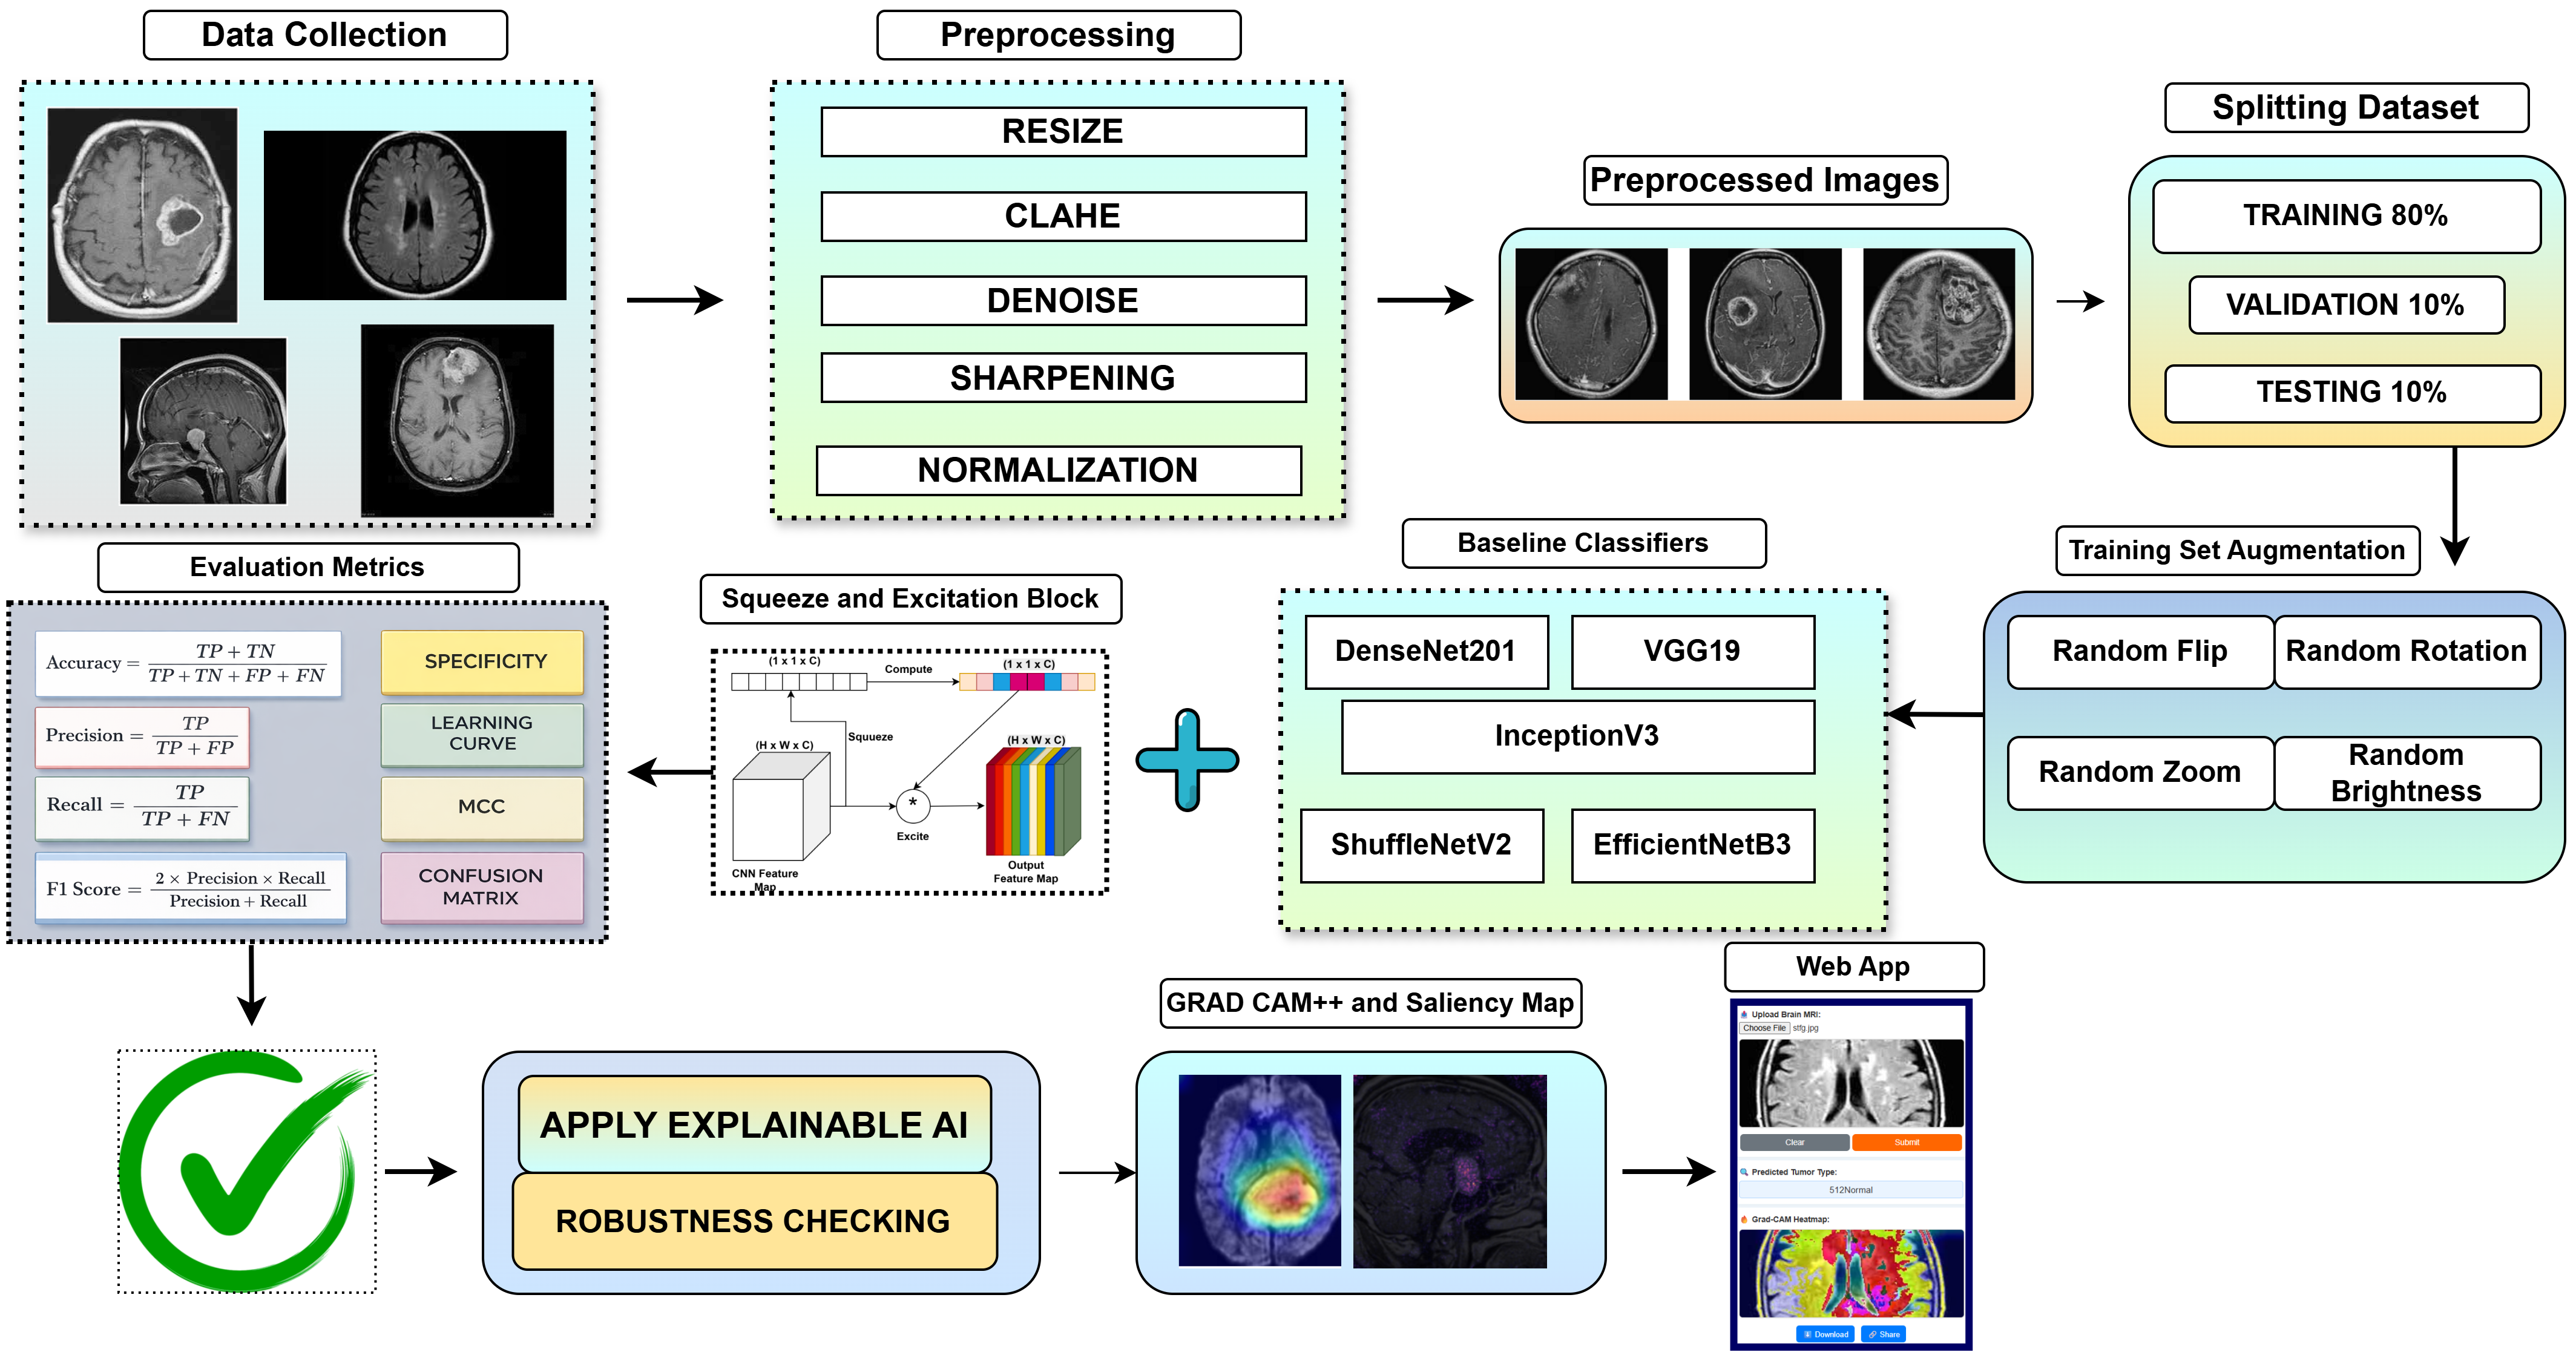 Data Collection
Preprocessing
RESIZE
CLAHE
DENOISE
SHARPENING
NORMALIZATION
Preprocessed Images
Splitting Dataset
TRAINING 80%
VALIDATION 10%
TESTING 10%
Training Set Augmentation
Random Flip
Random Rotation
Random Zoom
Random
Brightness
Baseline Classifiers
DenseNet201
VGG19
InceptionV3
ShuffleNetV2
EfficientNetB3
Squeeze and Excitation Block
(1 x 1 x C)
Compute
(1 x 1 x C)
Squueze
(H x W x C)
(H x W x C)
*
Excite
CNN Feature
Map
Output
Feature Map
Evaluation Metrics
Accuracy = TP + TN / TP + TN + FP + FN
SPECIFICITY
Precision = TP / TP + FP
LEARNING
CURVE
Recall = TP / TP + FN
MCC
F1 Score = 2 × Precision × Recall / Precision + Recall
CONFUSION
MATRIX
APPLY EXPLAINABLE AI
ROBUSTNESS CHECKING
GRAD CAM++ and Saliency Map
Web App
Upload Brain MRI:
Choose File stfg.jpg
Clear
Submit
Predicted Tumor Type:
512Normal
Grad-CAM Heatmap:
Download
Share